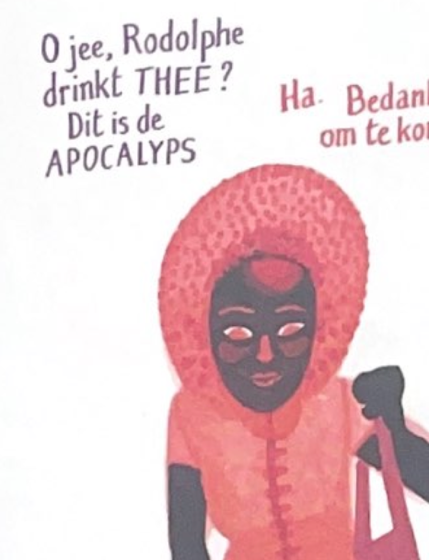 O jee, Rodolphe
drinkt THEE?
Dit is de
APOCALYPS
Ha.
om te